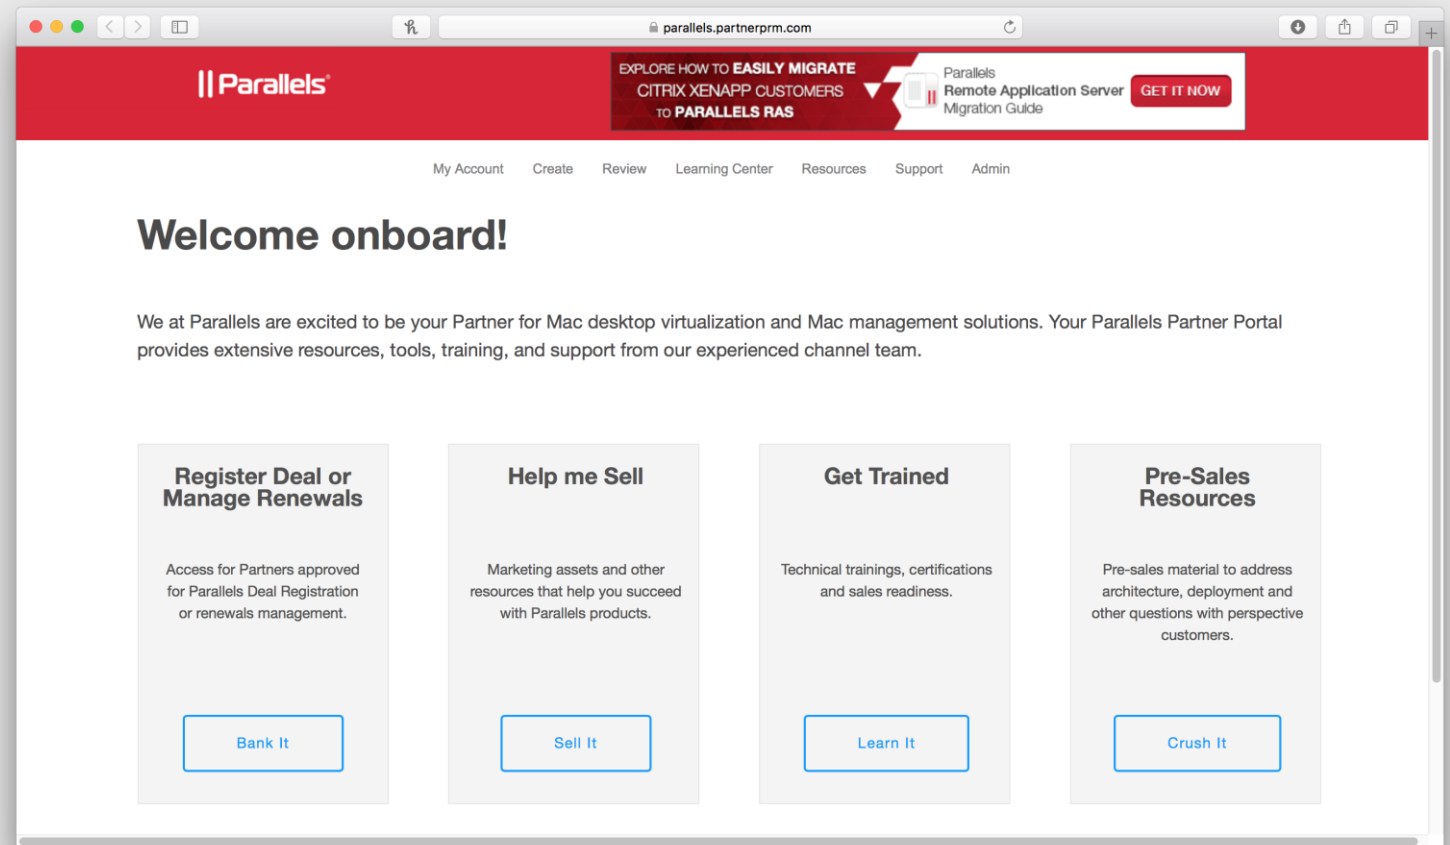 parallels.partnerprm.com
|| Parallels®
EXPLORE HOW TO EASILY MIGRATE
CITRIX XENAPP CUSTOMERS
TO PARALLELS RAS
Parallels
Remote Application Server
Migration Guide
GET IT NOW
My Account Create Review Learning Center Resources Support Admin
Welcome onboard!
We at Parallels are excited to be your Partner for Mac desktop virtualization and Mac management solutions. Your Parallels Partner Portal
provides extensive resources, tools, training, and support from our experienced channel team.
Register Deal or
Manage Renewals
Access for Partners approved
for Parallels Deal Registration
or renewals management.
Bank It
Help me Sell
Marketing assets and other
resources that help you succeed
with Parallels products.
Sell It
Get Trained
Technical trainings, certifications
and sales readiness.
Learn It
Pre-Sales
Resources
Pre-sales material to address
architecture, deployment and
other questions with perspective
customers.
Crush It